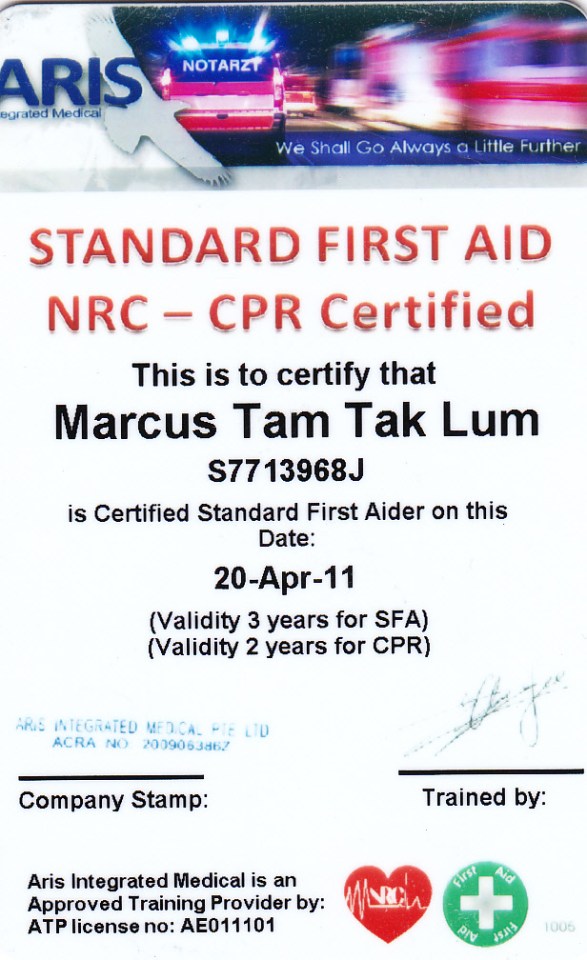 ARIS
egrated Medical
NOTARZT
We Shall Go Always a Little Further
STANDARD FIRST AID
NRC – CPR Certified
This is to certify that
Marcus Tam Tak Lum
S7713968J
is Certified Standard First Aider on this
Date:
20-Apr-11
(Validity 3 years for SFA)
(Validity 2 years for CPR)
ARIS INTEGRATED MEDICAL PTE LTD
ACRA NO 200906386Z
Company Stamp:
Trained by:
Aris Integrated Medical is an
Approved Training Provider by:
ATP license no: AE011101
NRC
First Aid
First Aid
1005